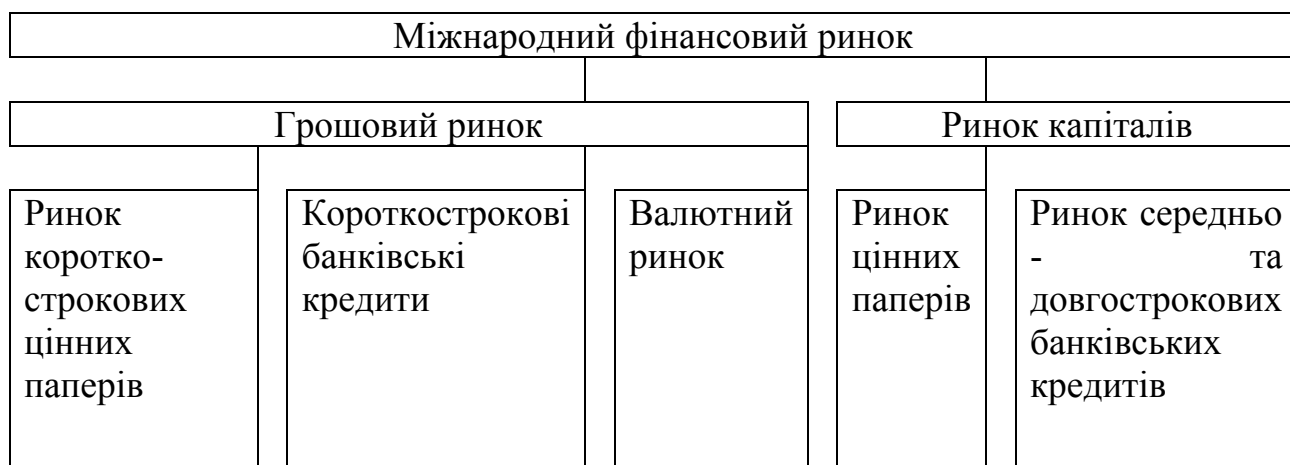 Міжнародний фінансовий ринок
Грошовий ринок
Ринок капіталів
Ринок
коротко-
строкових
цінних
паперів
Короткострокові
банківські
кредити
Валютний
ринок
Ринок
цінних
паперів
Ринок середньо
- та
довгострокових
банківських
кредитів